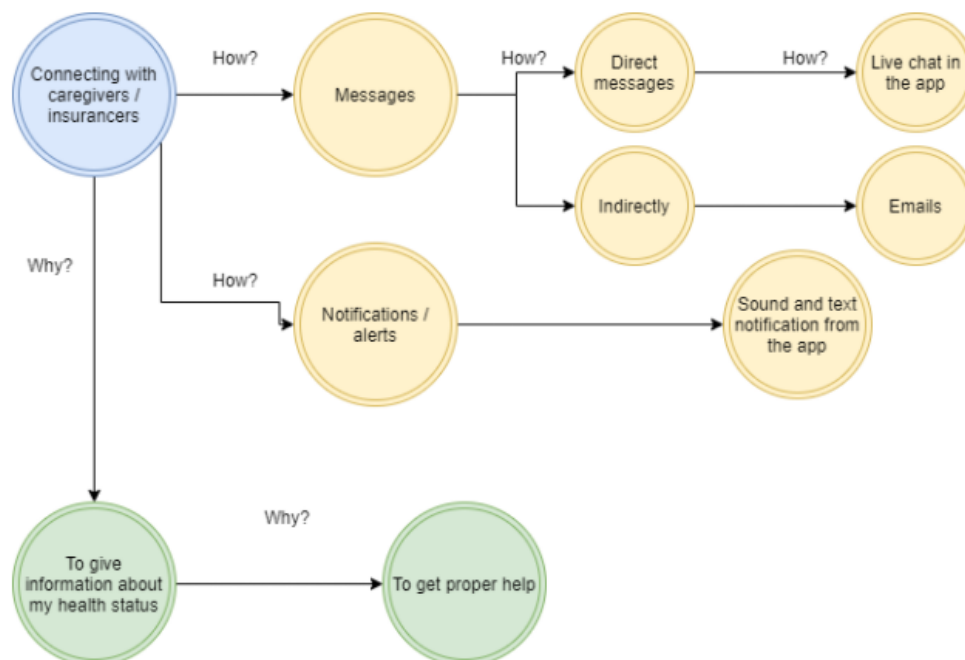 Connecting with
caregivers /
insurancers
How?
Messages
How?
Direct
messages
How?
Live chat in
the app
Indirectly
Emails
Why?
How?
Notifications /
alerts
Sound and text
notification from
the app
To give
information about
my health status
Why?
To get proper help